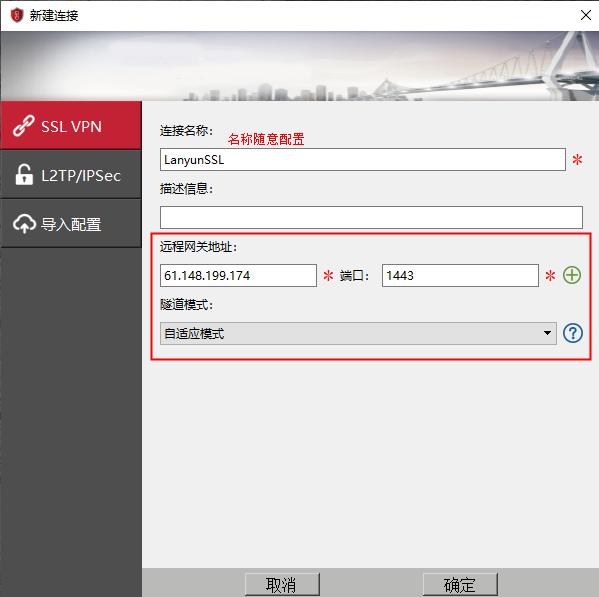 新建连接
SSL VPN
L2TP/IPSec
导入配置
连接名称:
名称随意配置
LanyunSSL *
描述信息:
远程网关地址:
61.148.199.174 * 端口: 1443 *
隧道模式:
自适应模式 ?
取消 确定